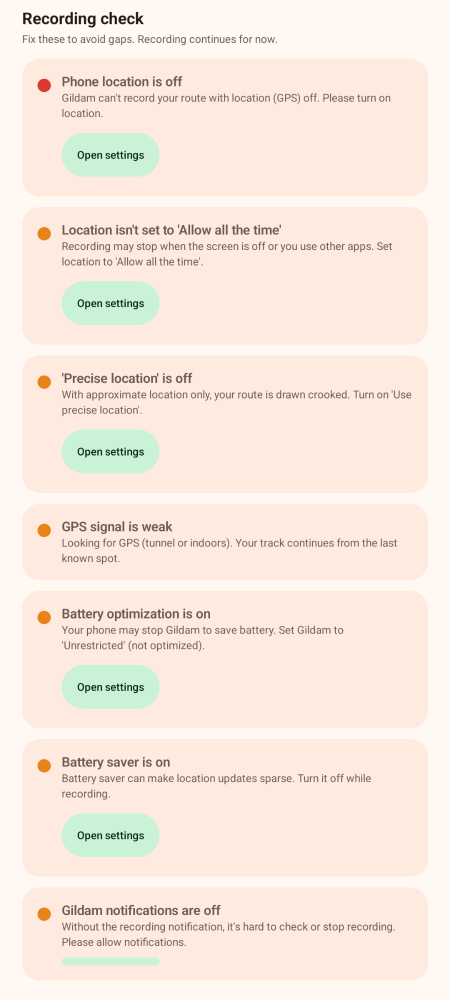 Recording check
Fix these to avoid gaps. Recording continues for now.
Phone location is off
Gildam can't record your route with location (GPS) off. Please turn on
location.
Open settings
Location isn't set to 'Allow all the time'
Recording may stop when the screen is off or you use other apps. Set
location to 'Allow all the time'.
Open settings
'Precise location' is off
With approximate location only, your route is drawn crooked. Turn on 'Use
precise location'.
Open settings
GPS signal is weak
Looking for GPS (tunnel or indoors). Your track continues from the last
known spot.
Battery optimization is on
Your phone may stop Gildam to save battery. Set Gildam to
'Unrestricted' (not optimized).
Open settings
Battery saver is on
Battery saver can make location updates sparse. Turn it off while
recording.
Open settings
Gildam notifications are off
Without the recording notification, it's hard to check or stop recording.
Please allow notifications.